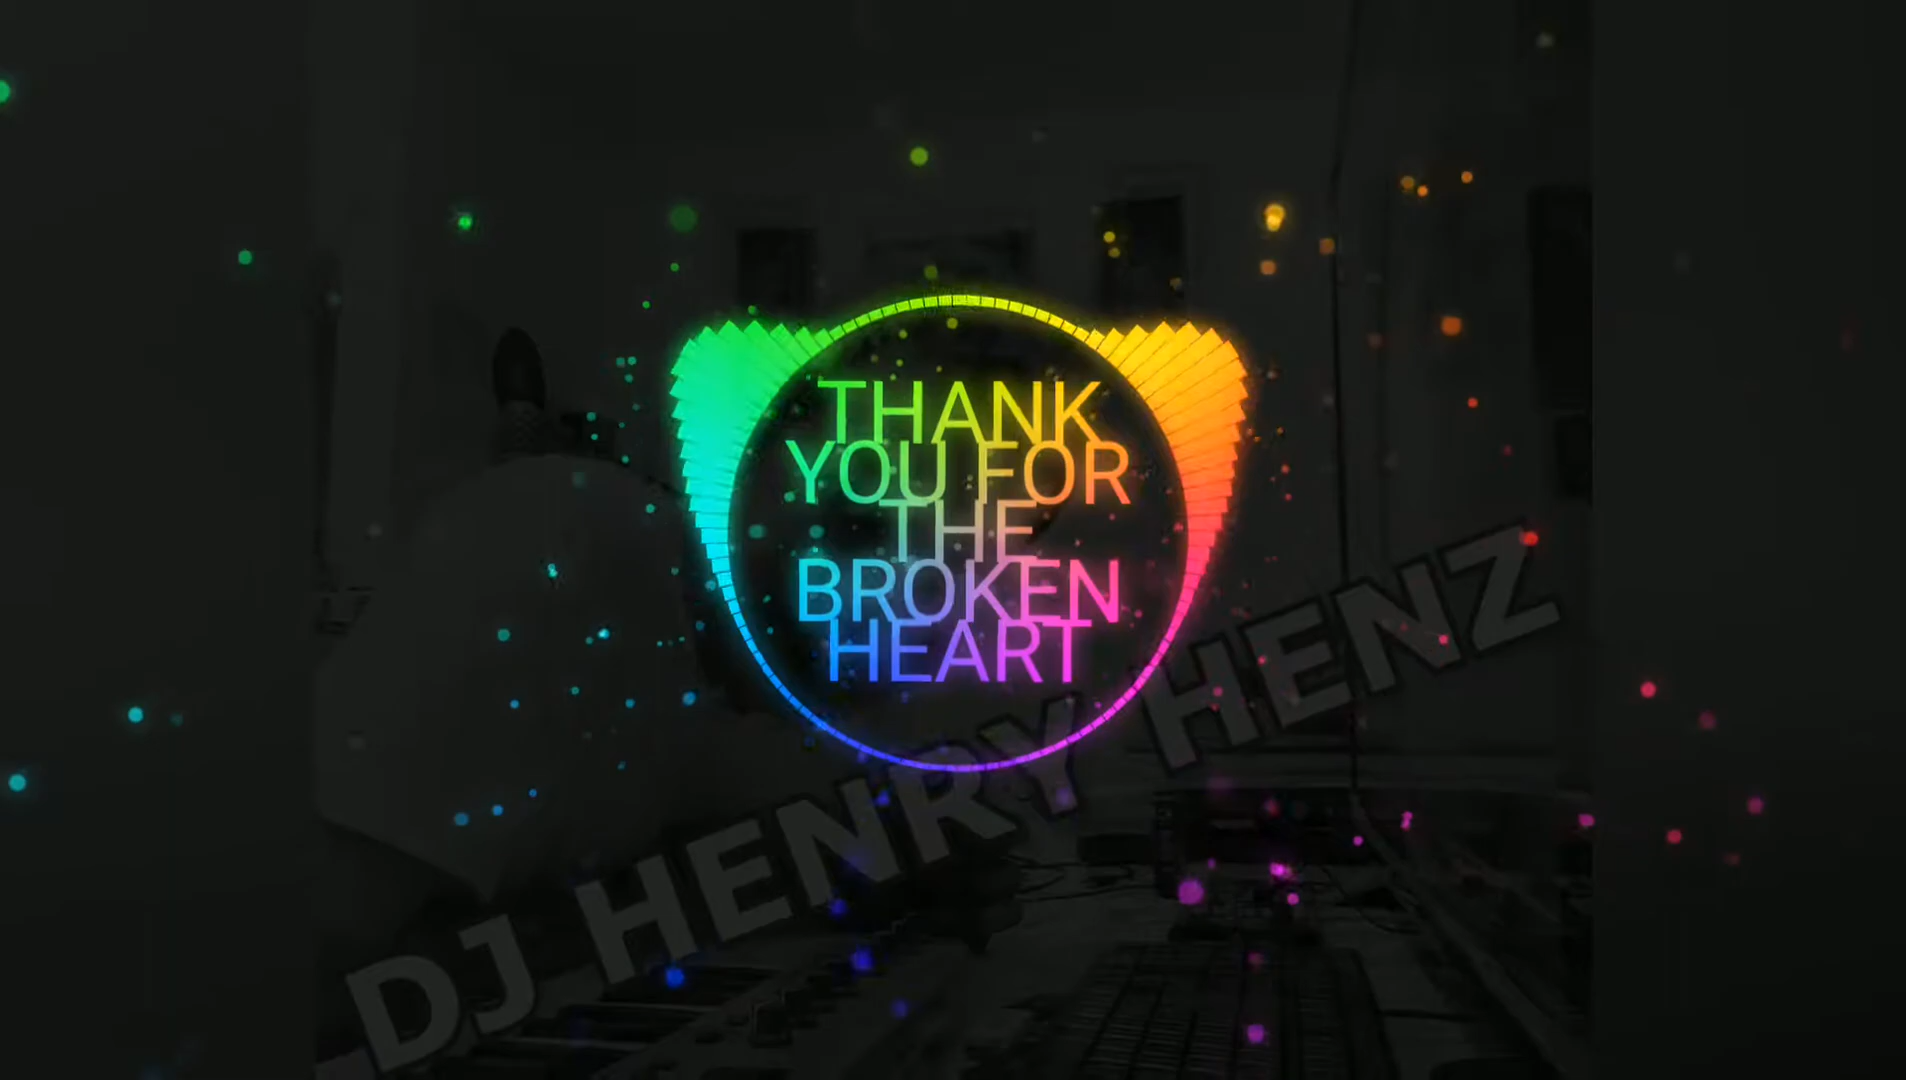 THANK
YOU FOR
THE
BROKEN
HEART
DJ HENRY HENZ